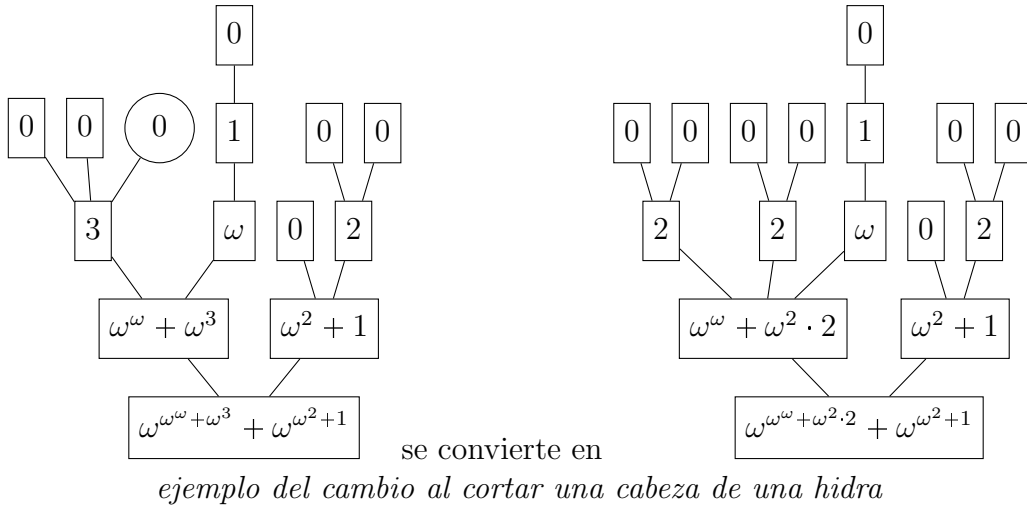 0 0
0 0 0 1 0 0 0 0 0 0 1 0 0
3 ω 0 2 2 2 ω 0 2
ω^ω + ω^3 ω^2 + 1 ω^ω + ω^2 · 2 ω^2 + 1
ω^{ω^ω+ω^3} + ω^{ω^2+1} se convierte en ω^{ω^ω+ω^2·2} + ω^{ω^2+1}
ejemplo del cambio al cortar una cabeza de una hidra